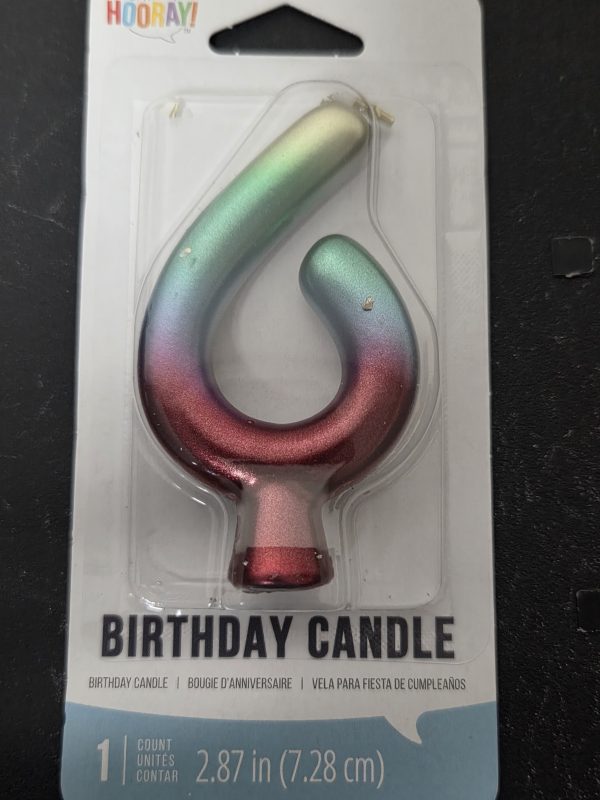 HOORAY!
BIRTHDAY CANDLE
BIRTHDAY CANDLE | BOUGIE D'ANNIVERSAIRE | VELA PARA FIESTA DE CUMPLEAÑOS
1 COUNT
UNITÉS
CONTAR
2.87 in (7.28 cm)